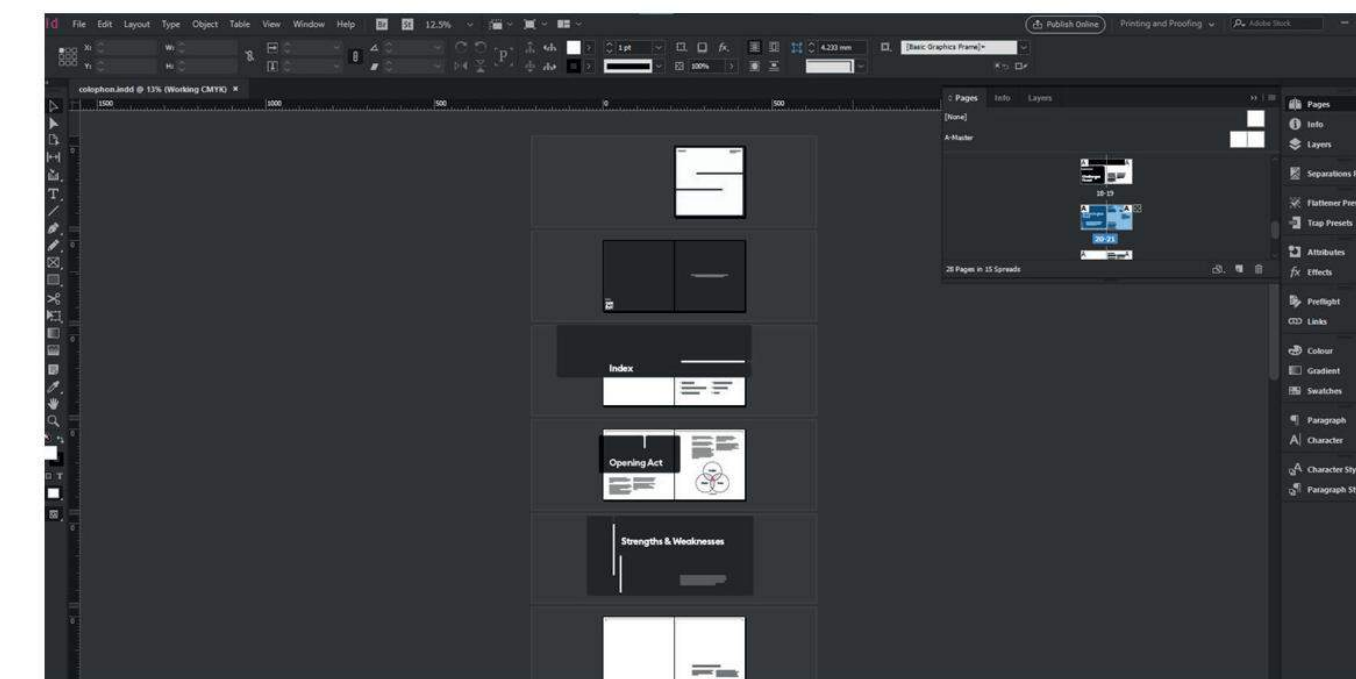 Id File Edit Layout Type Object Table View Window Help Br St 12.5% Publish Online Printing and Proofing Adobe Stock
X: W: 1 pt 4.233 mm [Basic Graphics Frame]+
Y: H: P 100%
colophon.indd @ 13% (Working CMYK) ×
1500 1000 500 0 500
Pages Info Layers
[None]
A-Master
A A
18-19
A A
20-21
A A
28 Pages in 15 Spreads
Pages
Info
Layers
Separations P
Flattener Pre
Trap Presets
Attributes
fx Effects
Preflight
Links
Colour
Gradient
Swatches
Paragraph
A Character
Character Sty
Paragraph St
Index
Opening Act
Strengths & Weaknesses